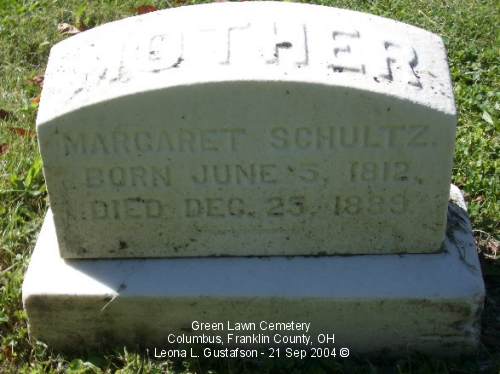 MOTHER
MARGARET SCHULTZ.
BORN JUNE 5, 1812.
DIED DEC. 25,
Green Lawn Cemetery
Columbus, Franklin County, OH
Leona L. Gustafson - 21 Sep 2004 ©